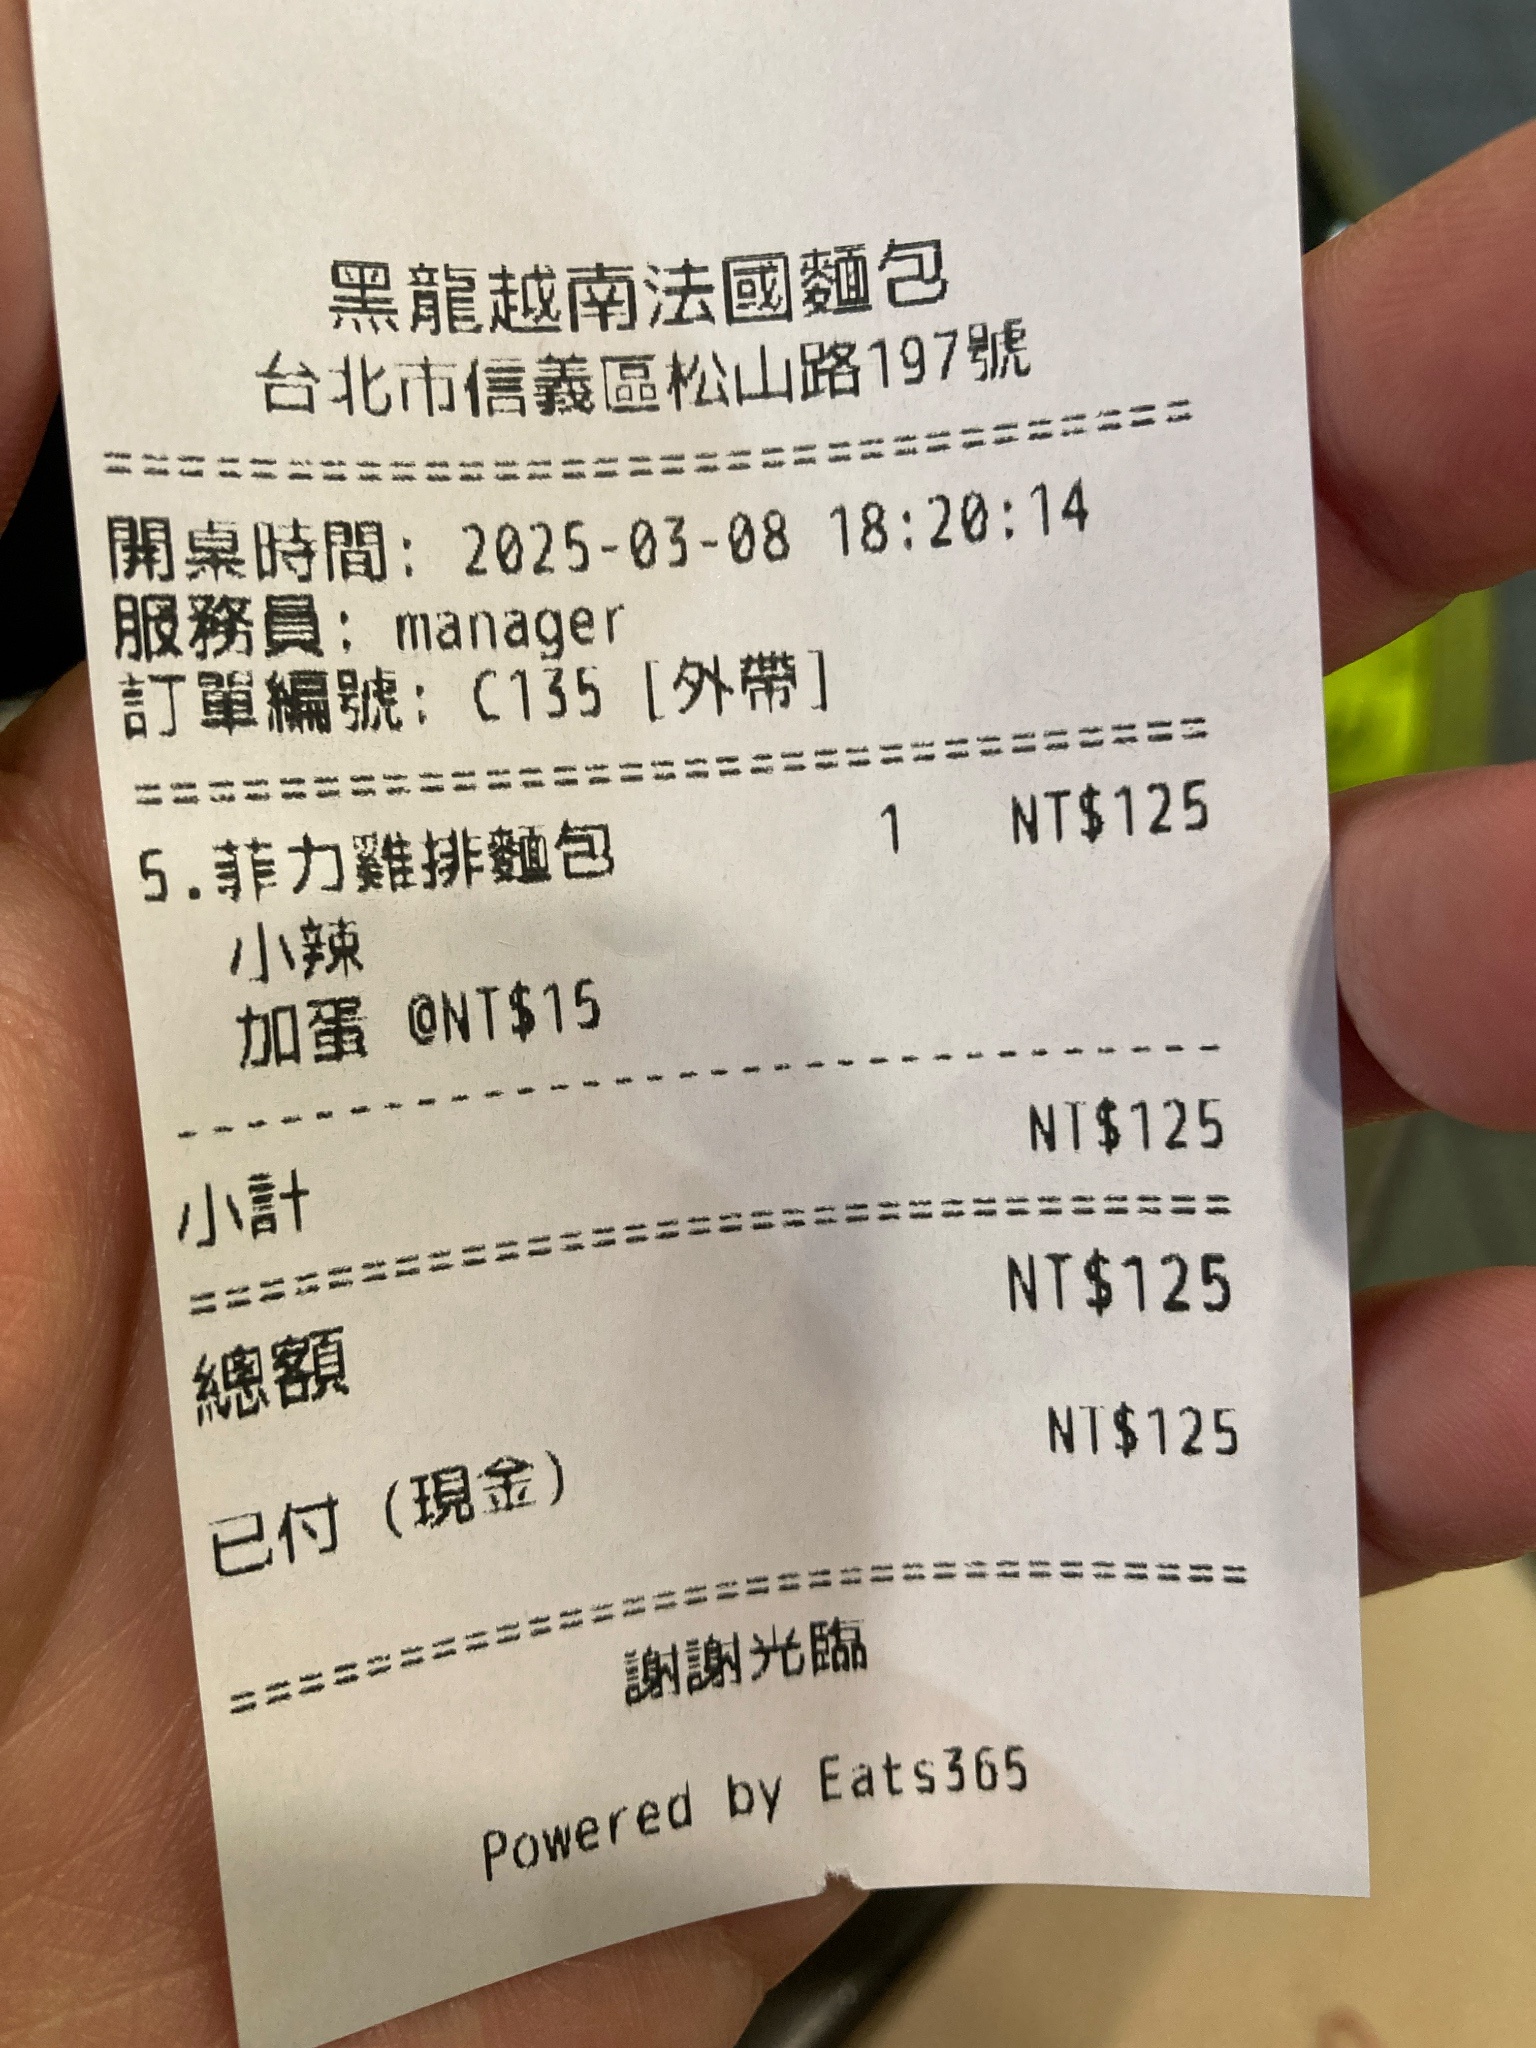 黑龍越南法國麵包
台北市信義區松山路197號
================================
開桌時間: 2025-03-08 18:20:14
服務員: manager
訂單編號: C135 [外帶]
================================
5.菲力雞排麵包 1 NT$125
小辣
加蛋 @NT$15
--------------------------------
小計 NT$125
================================
總額 NT$125
已付 (現金) NT$125
================================
謝謝光臨
Powered by Eats365